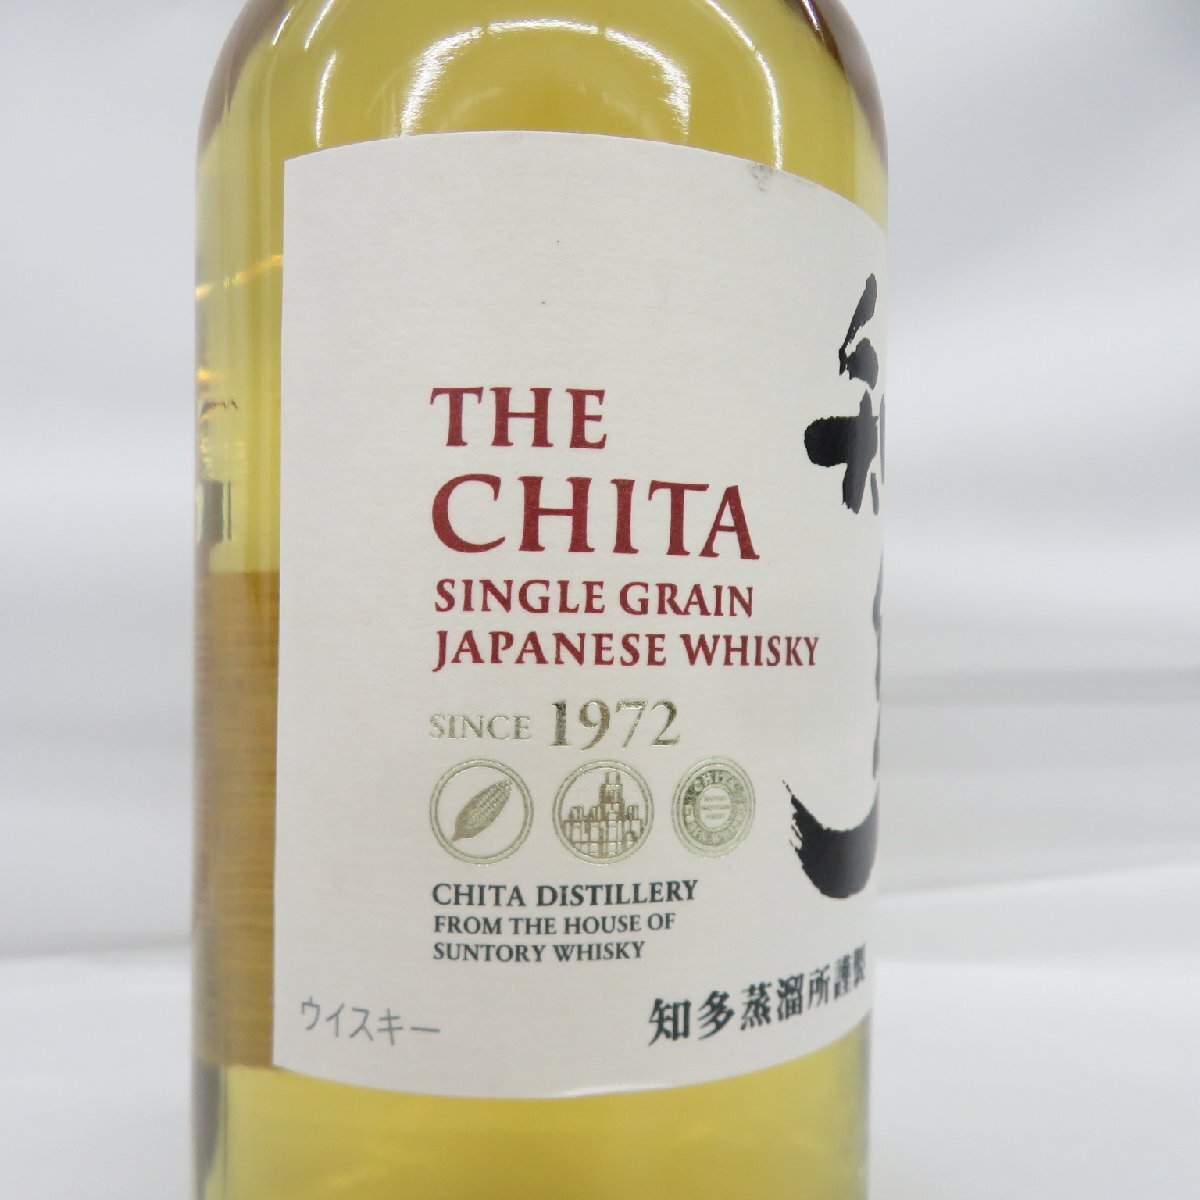 THE
CHITA
SINGLE GRAIN
JAPANESE WHISKY
SINCE 1972
CHITA DISTILLERY
FROM THE HOUSE OF
SUNTORY WHISKY
ウイスキー
知多蒸溜所謹製